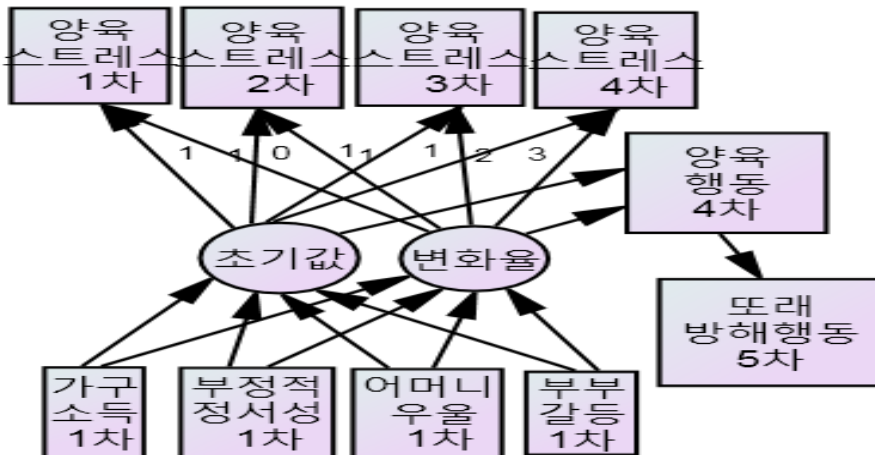 양육
스트레스
1차
양육
스트레스
2차
양육
스트레스
3차
양육
스트레스
4차
1 1 0 1 1 1 2 3
양육
행동
4차
초기값
변화율
또래
방해행동
5차
가구
소득
1차
부정적
정서성
1차
어머니
우울
1차
부부
갈등
1차